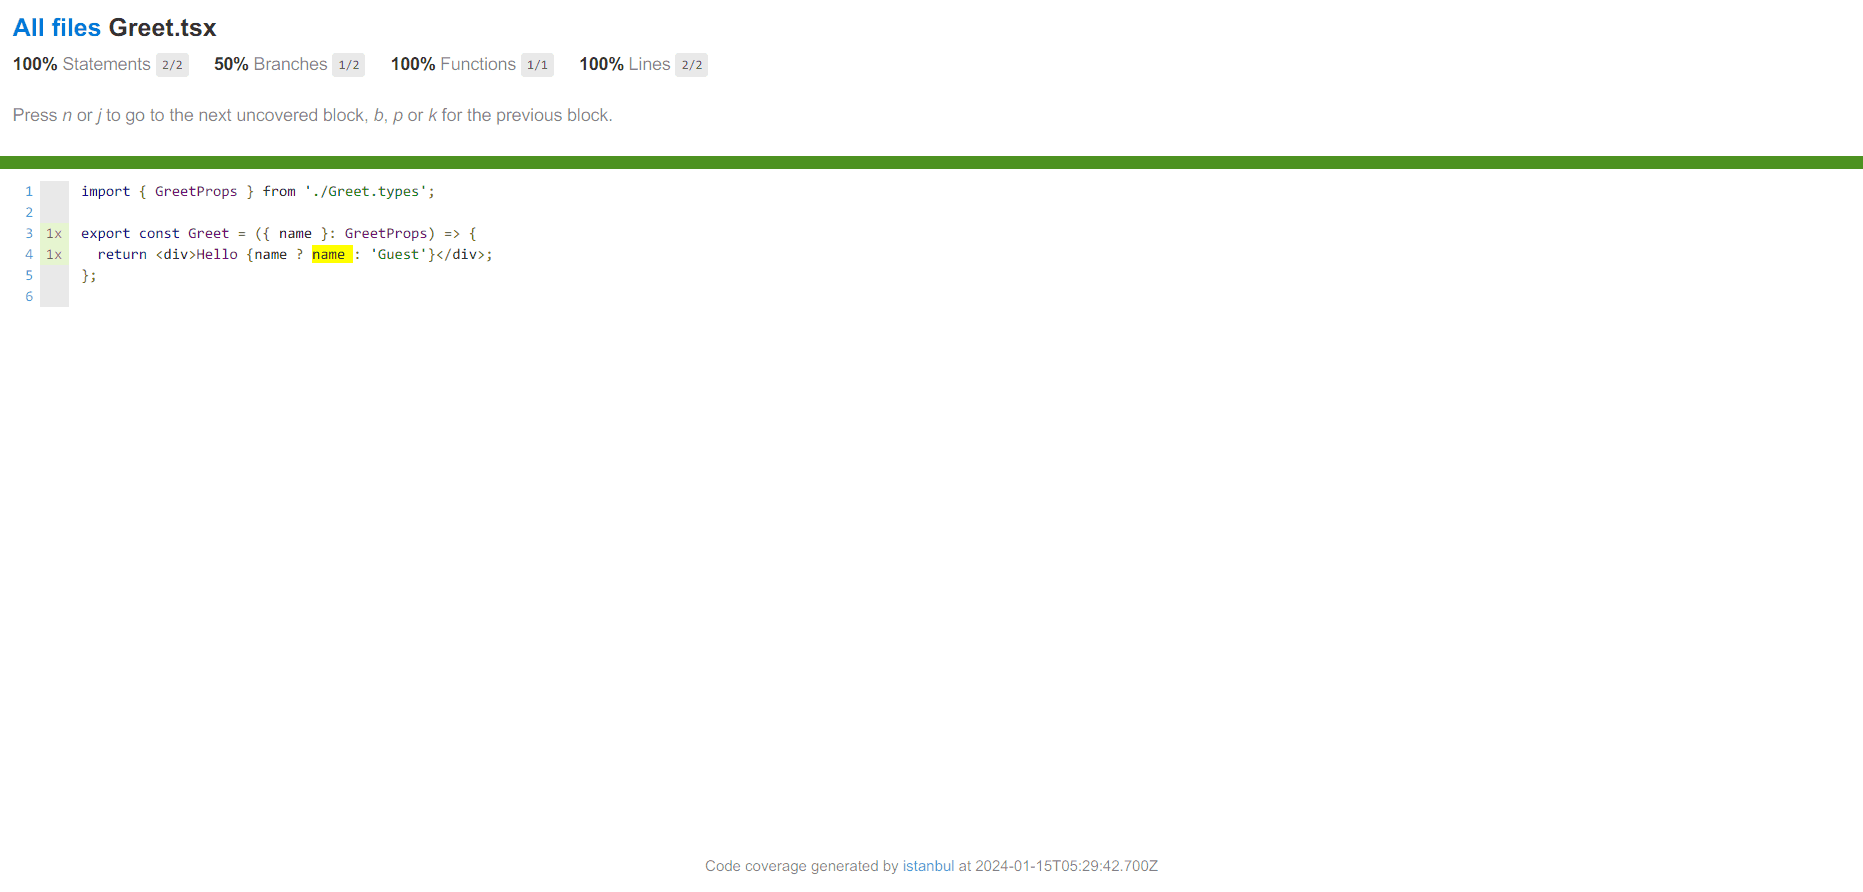 All files Greet.tsx
100% Statements 2/2 50% Branches 1/2 100% Functions 1/1 100% Lines 2/2
Press n or j to go to the next uncovered block, b, p or k for the previous block.
1 import { GreetProps } from './Greet.types';
2
3 1x export const Greet = ({ name }: GreetProps) => {
4 1x   return <div>Hello {name ? name : 'Guest'}</div>;
5 };
6
Code coverage generated by istanbul at 2024-01-15T05:29:42.700Z